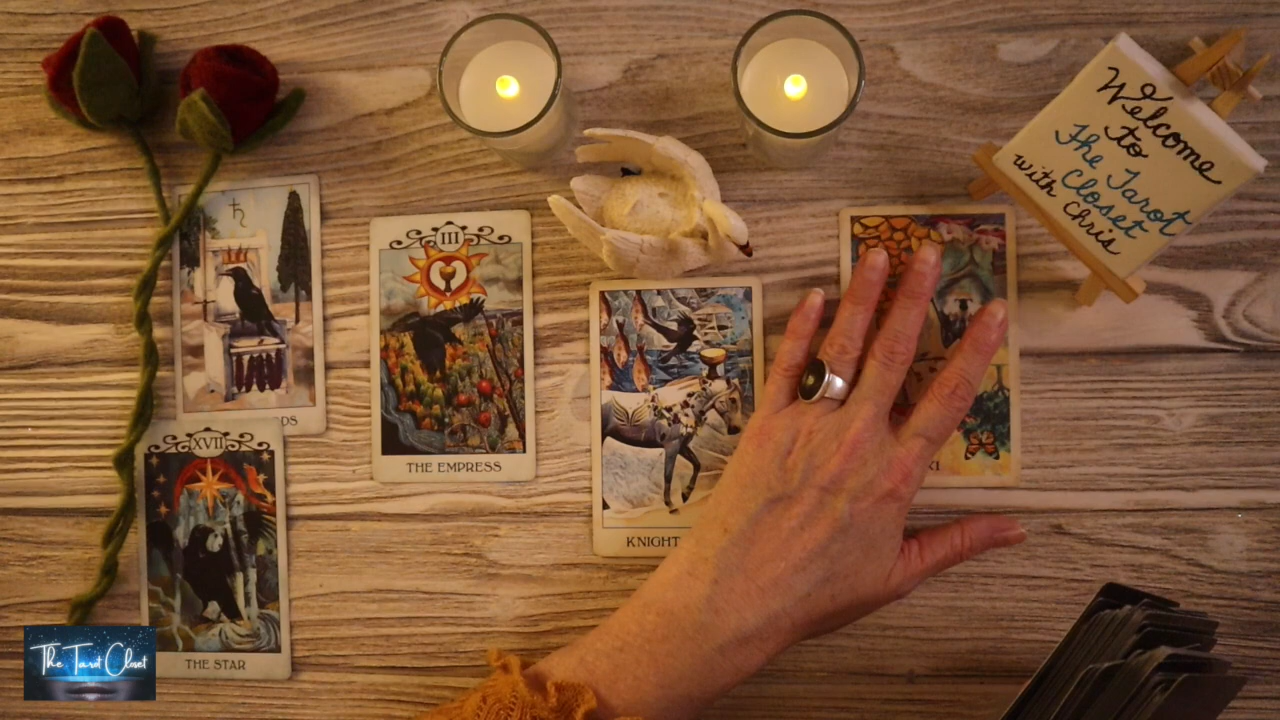 Welcome
to
The Tarot
Closet
with Chris
III
THE EMPRESS
KNIGHT
XVII
THE STAR
The Tarot Closet